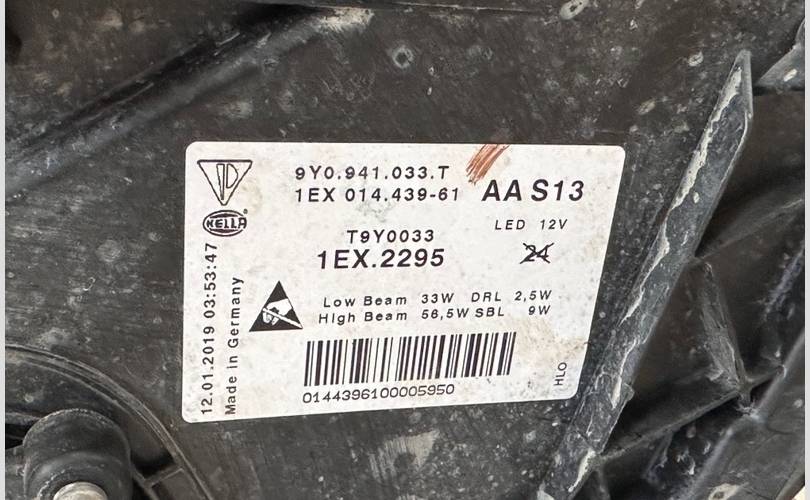 9Y0.941.033.T
1EX 014.439-61
AA S13
HELLA
LED 12V
T9Y0033
1EX.2295
24
Low Beam 33W DRL 2,5W
High Beam 56,5W SBL 9W
0144396100005950
HLO
12.01.2019 03:53:47
Made in Germany